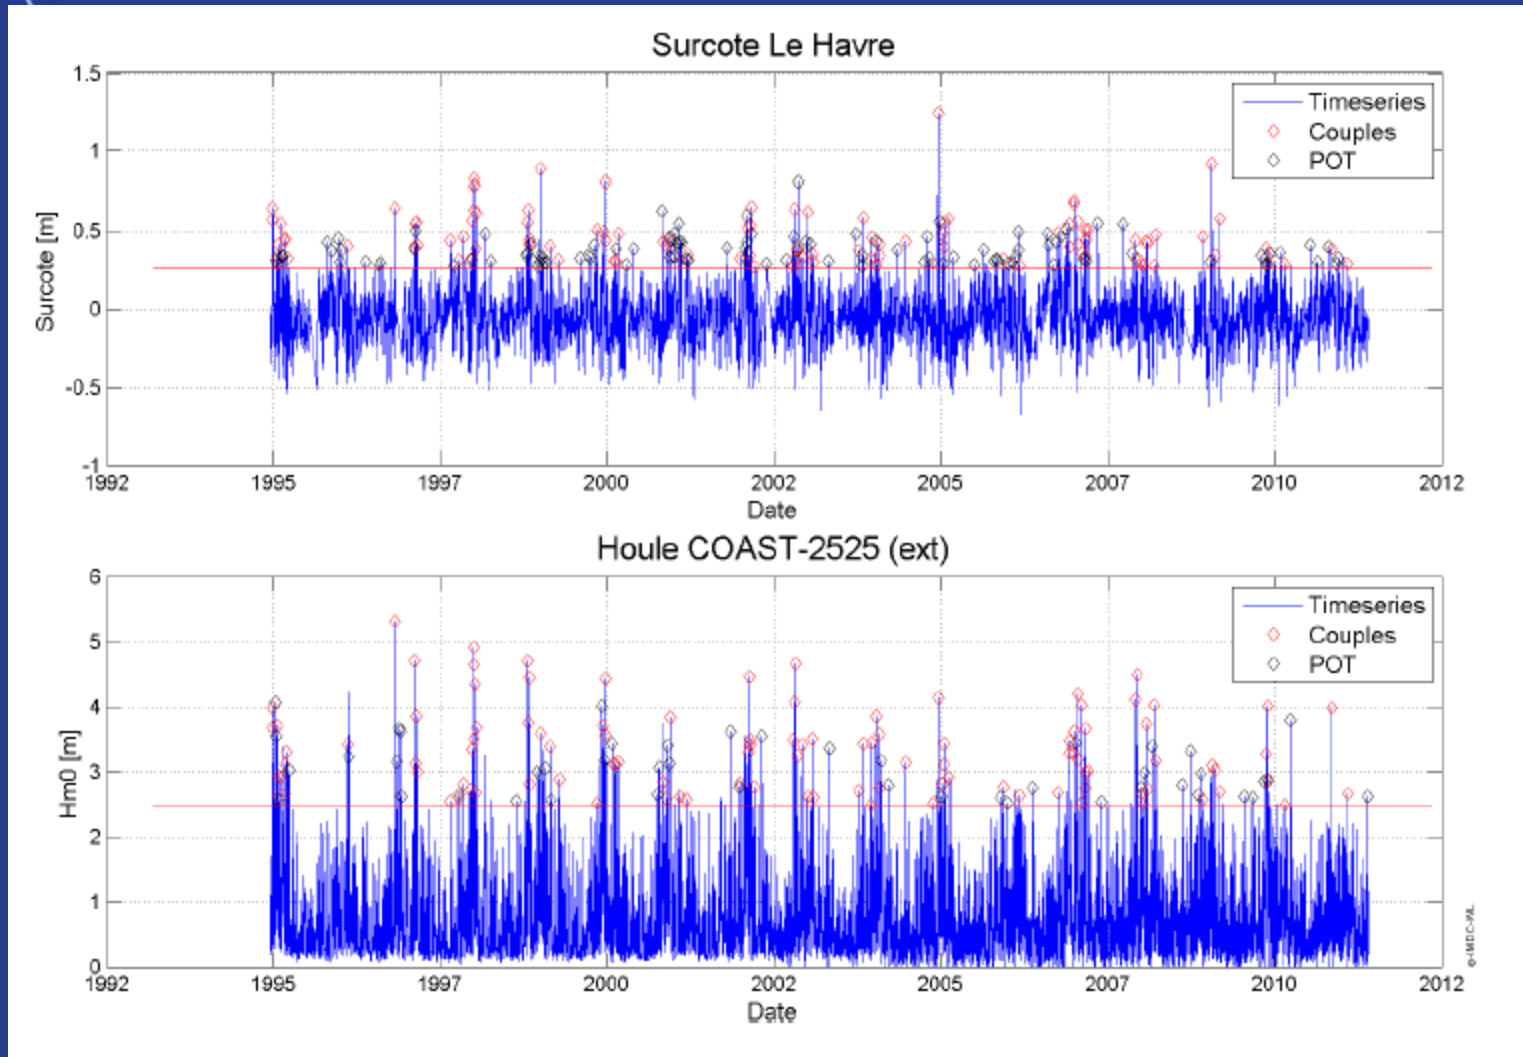 Surcote Le Havre
1.5
1
0.5
0
-0.5
-1
Surcote [m]
Timeseries
Couples
POT
1992 1995 1997 2000 2002 2005 2007 2010 2012
Date
Houle COAST-2525 (ext)
6
5
4
3
2
1
0
Hm0 [m]
Timeseries
Couples
POT
1992 1995 1997 2000 2002 2005 2007 2010 2012
Date